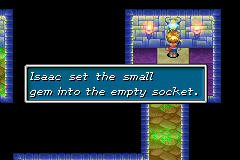 Isaac set the small
gem into the empty socket.